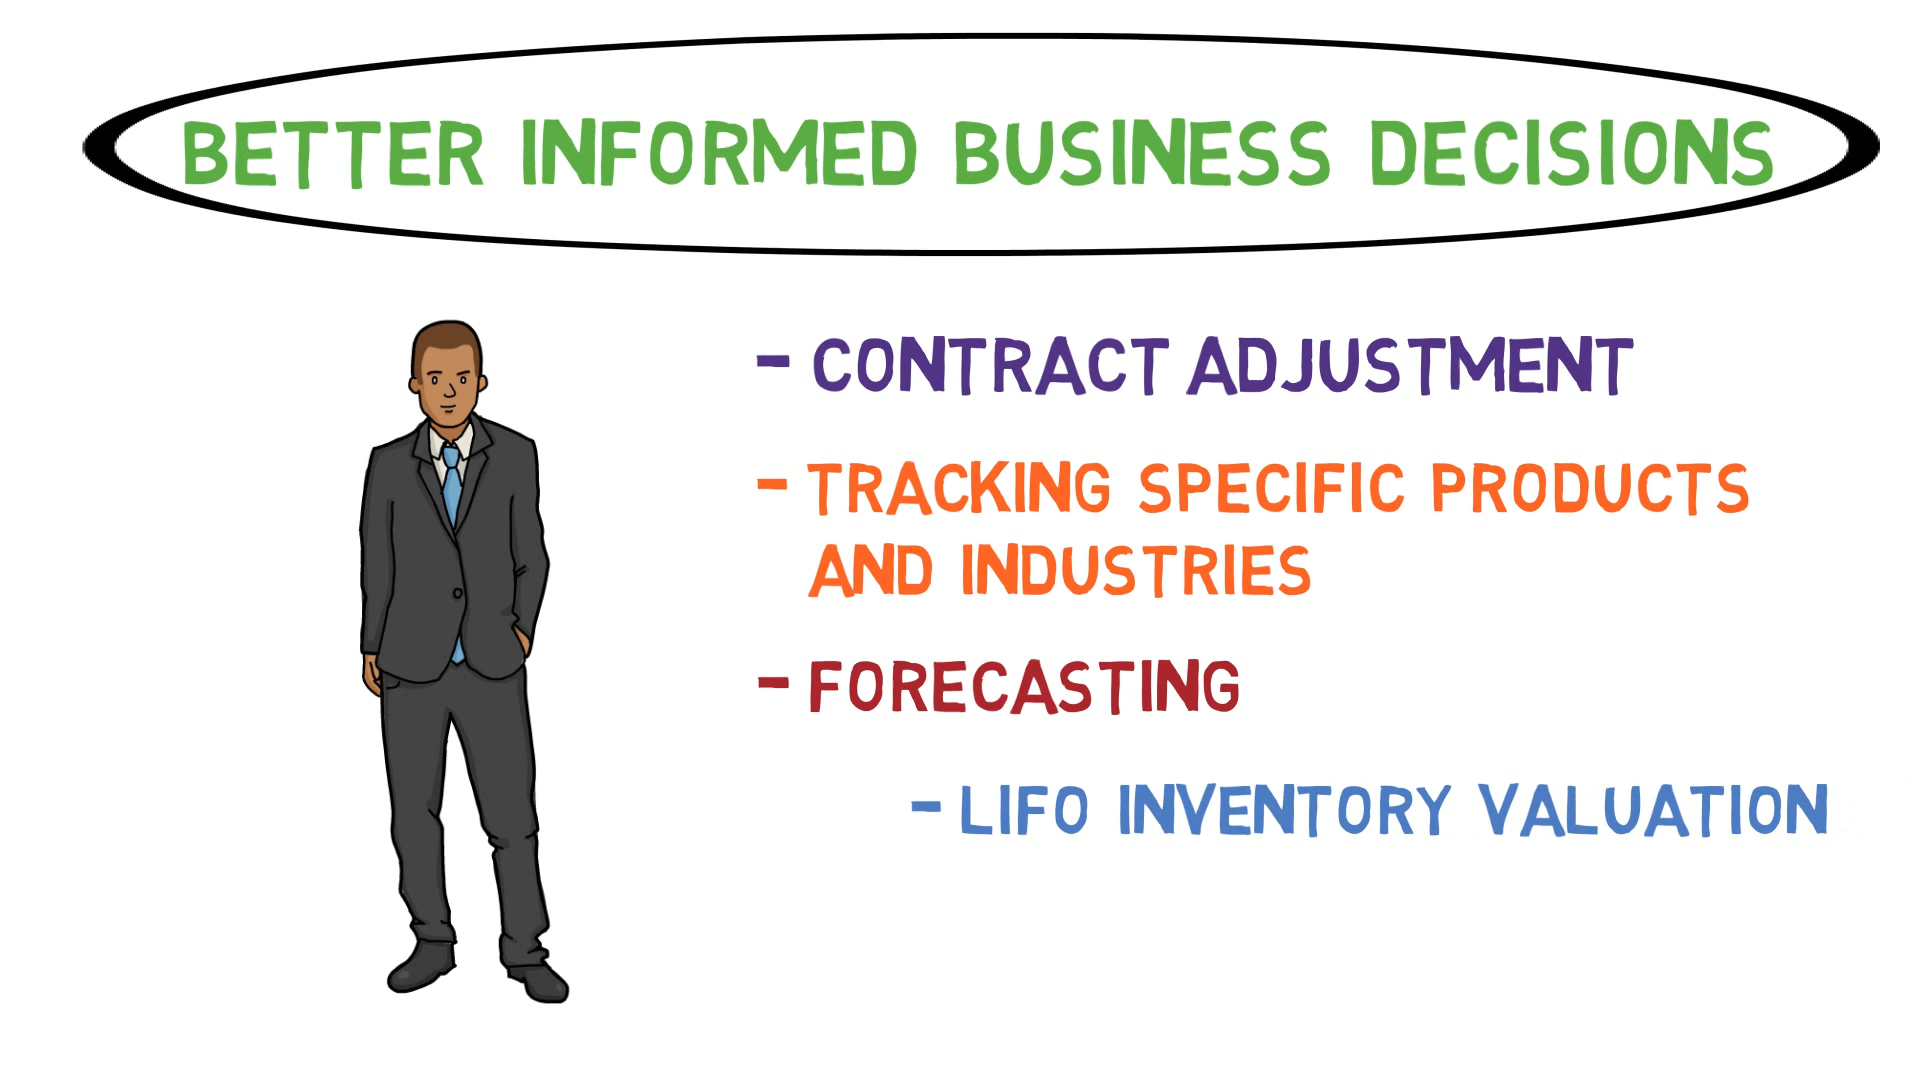 BETTER INFORMED BUSINESS DECISIONS
- CONTRACT ADJUSTMENT
- TRACKING SPECIFIC PRODUCTS
AND INDUSTRIES
- FORECASTING
- LIFO INVENTORY VALUATION